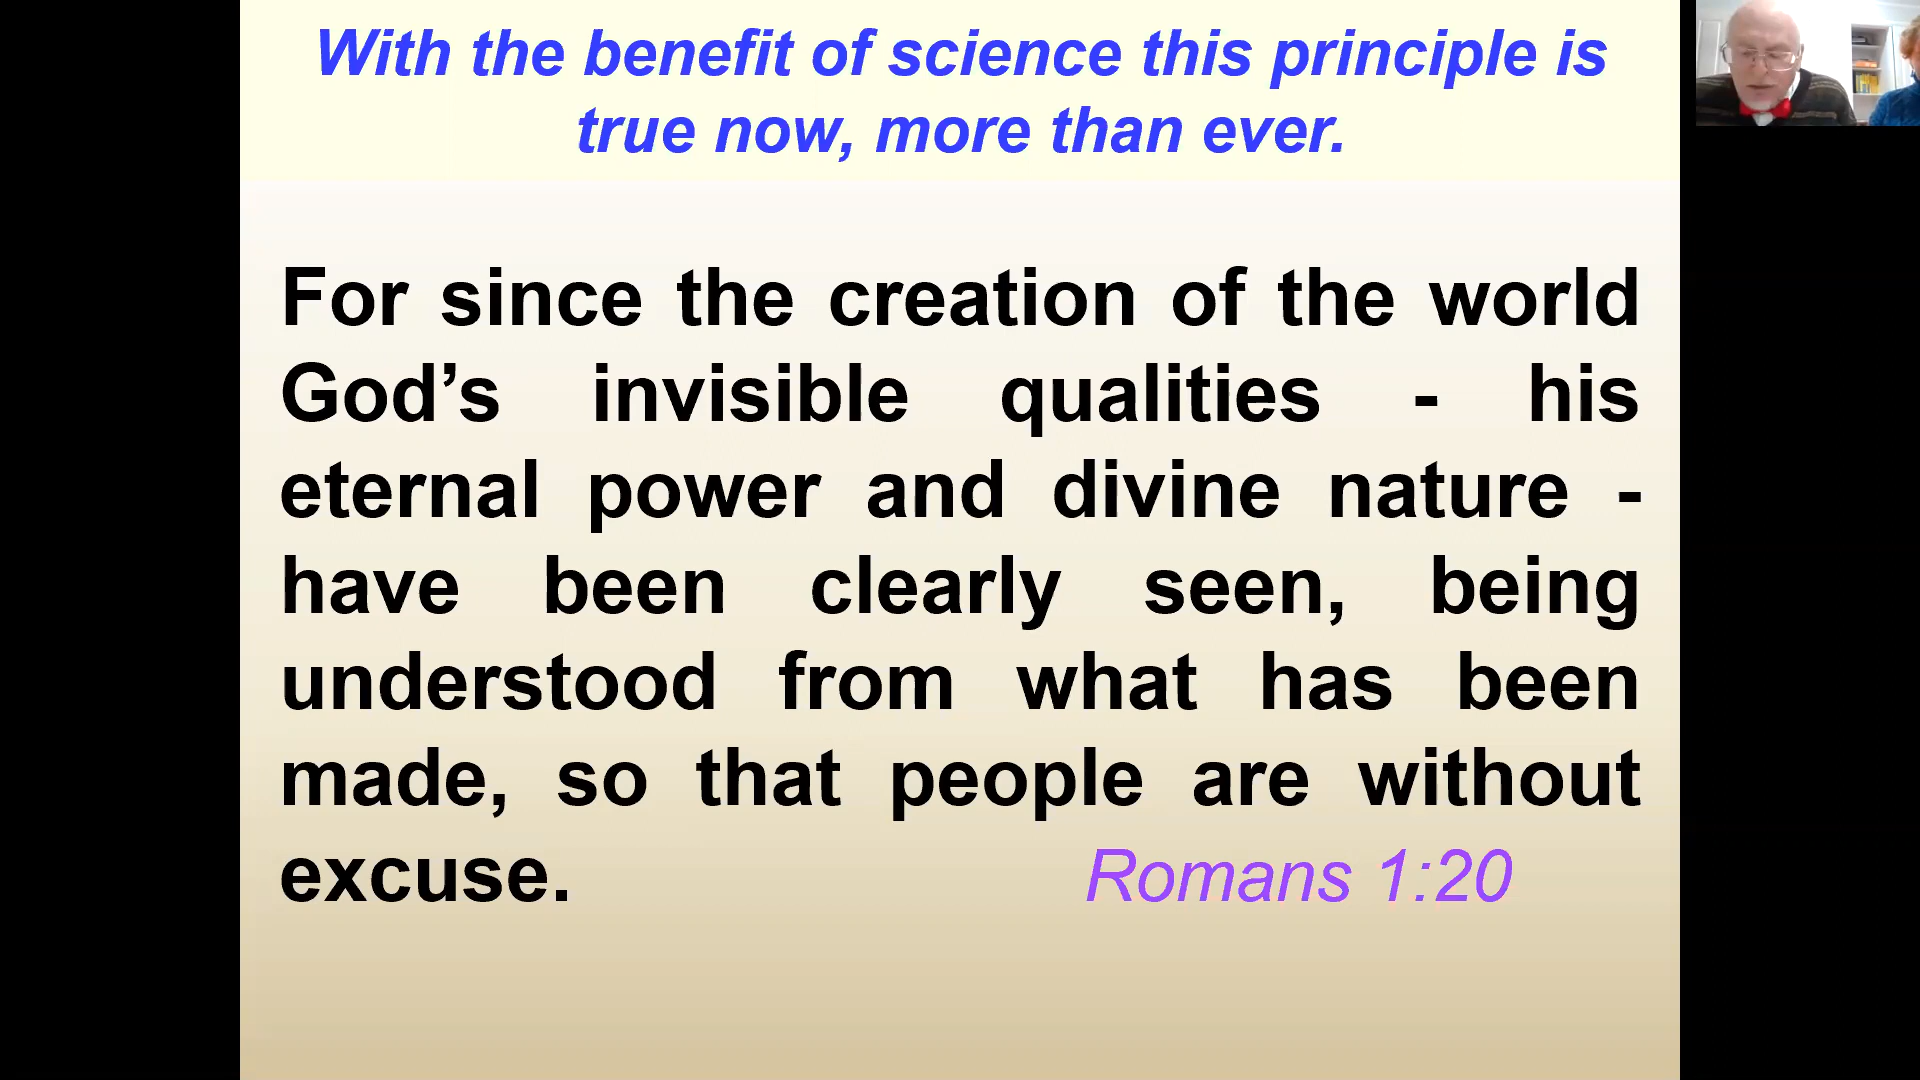 With the benefit of science this principle is
true now, more than ever.
For since the creation of the world
God’s invisible qualities - his
eternal power and divine nature -
have been clearly seen, being
understood from what has been
made, so that people are without
excuse. Romans 1:20